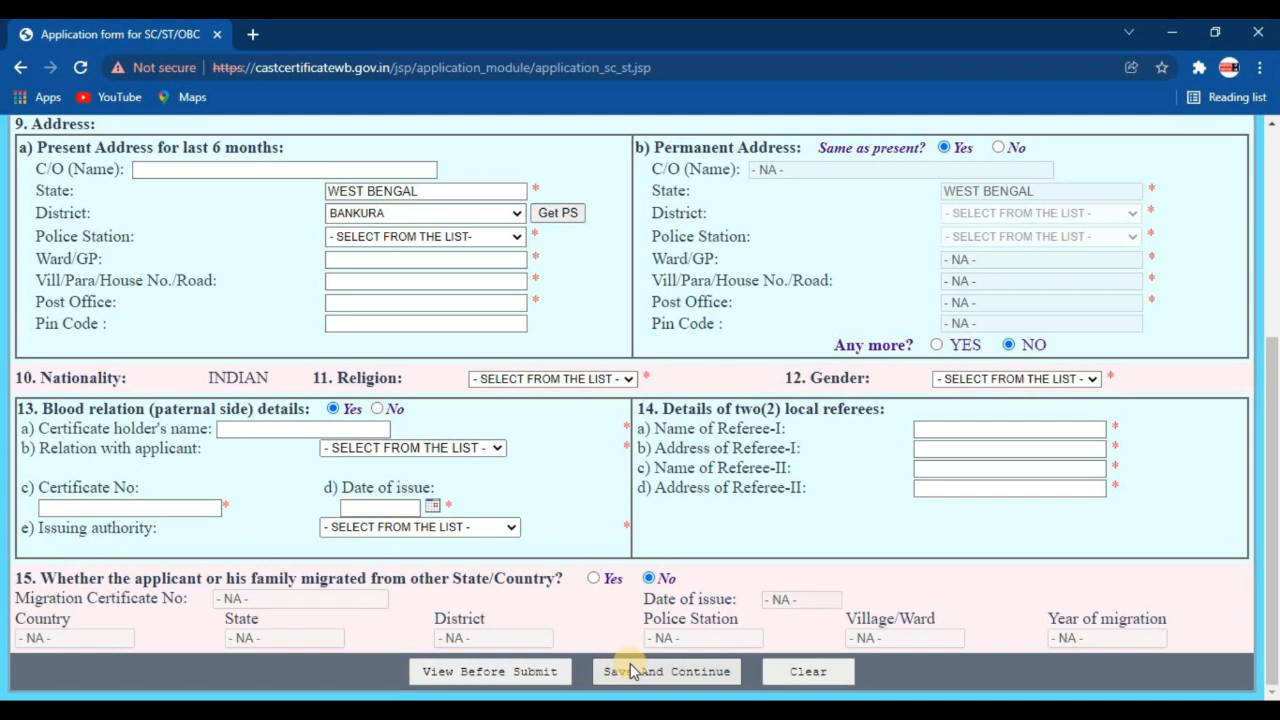 Application form for SC/ST/OBC
Not secure https://castcertificatewb.gov.in/jsp/application_module/application_sc_st.jsp
Apps YouTube Maps Reading list
9. Address:
a) Present Address for last 6 months:
C/O (Name):
State: WEST BENGAL *
District: BANKURA Get PS
Police Station: - SELECT FROM THE LIST- *
Ward/GP: *
Vill/Para/House No./Road: *
Post Office: *
Pin Code :
b) Permanent Address: Same as present? Yes No
C/O (Name): - NA -
State: WEST BENGAL *
District: - SELECT FROM THE LIST - *
Police Station: - SELECT FROM THE LIST - *
Ward/GP: - NA - *
Vill/Para/House No./Road: - NA - *
Post Office: - NA - *
Pin Code : - NA -
Any more? YES NO
10. Nationality: INDIAN 11. Religion: - SELECT FROM THE LIST - * 12. Gender: - SELECT FROM THE LIST - *
13. Blood relation (paternal side) details: Yes No
a) Certificate holder's name: *
b) Relation with applicant: - SELECT FROM THE LIST - *
c) Certificate No: d) Date of issue:
* *
e) Issuing authority: - SELECT FROM THE LIST - *
14. Details of two(2) local referees:
a) Name of Referee-I: *
b) Address of Referee-I: *
c) Name of Referee-II: *
d) Address of Referee-II: *
15. Whether the applicant or his family migrated from other State/Country? Yes No
Migration Certificate No: - NA - Date of issue: - NA -
Country State District Police Station Village/Ward Year of migration
- NA - - NA - - NA - - NA - - NA - - NA -
View Before Submit Save And Continue Clear